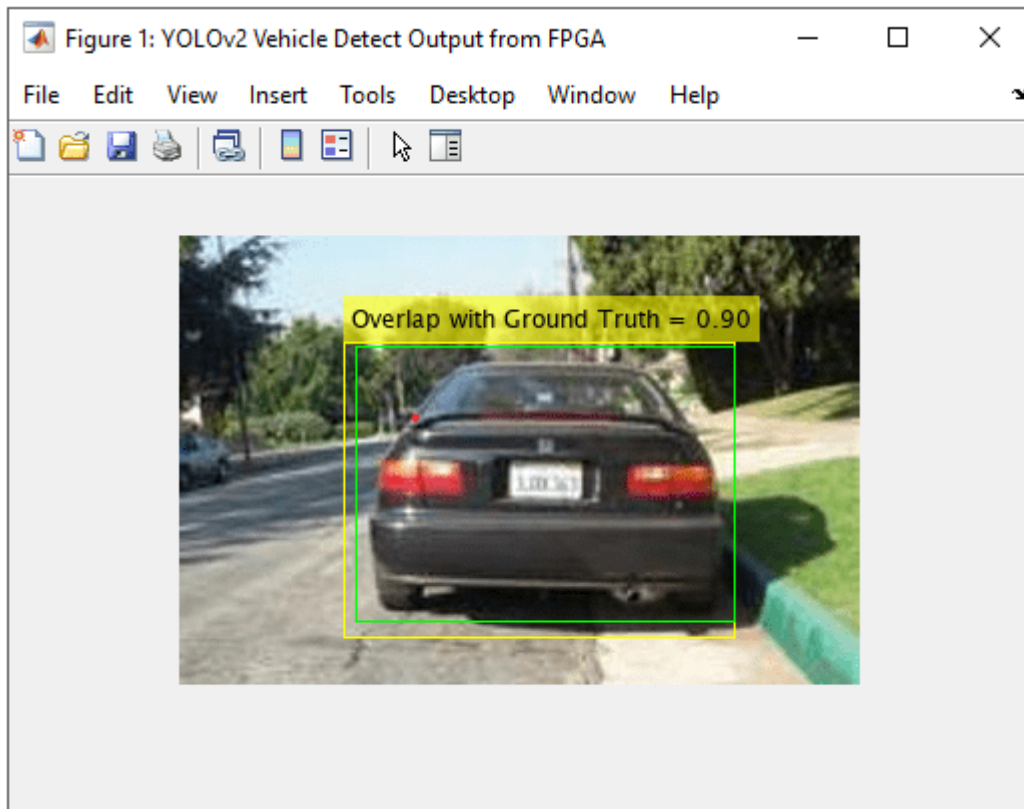 Figure 1: YOLOv2 Vehicle Detect Output from FPGA
File Edit View Insert Tools Desktop Window Help
Overlap with Ground Truth = 0.90